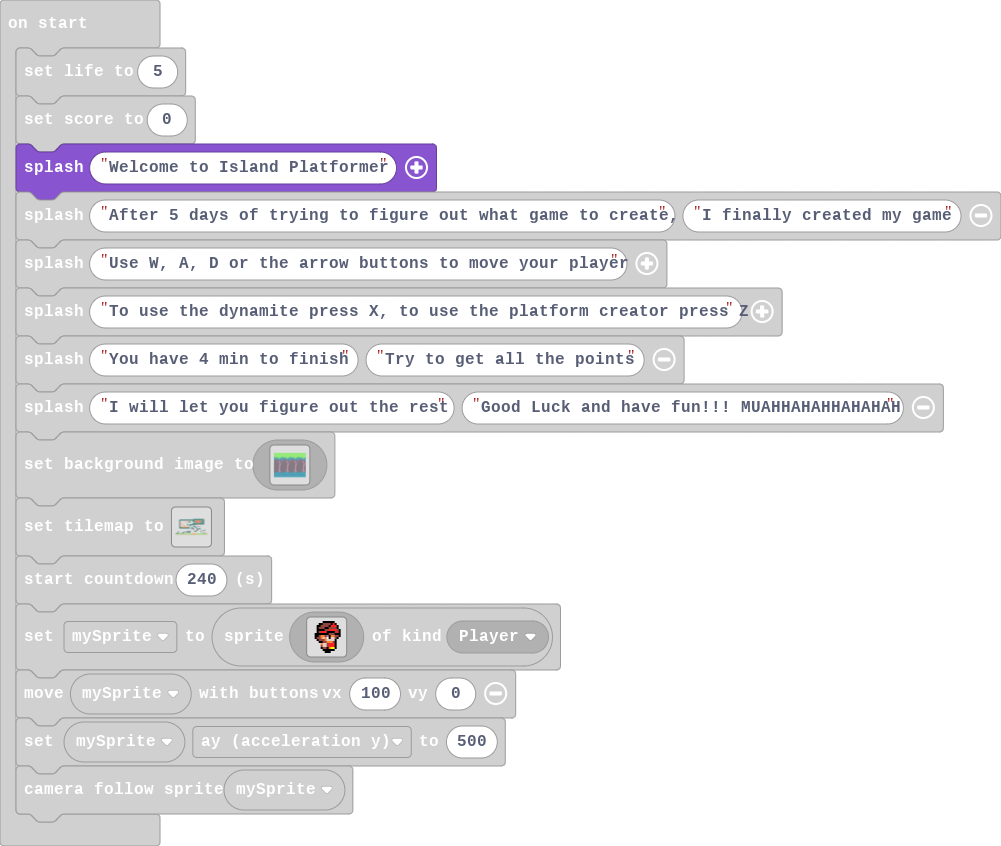 on start
set life to 5
set score to 0
splash "Welcome to Island Platformer"
splash "After 5 days of trying to figure out what game to create," "I finally created my game"
splash "Use W, A, D or the arrow buttons to move your player"
splash "To use the dynamite press X, to use the platform creator press Z"
splash "You have 4 min to finish" "Try to get all the points"
splash "I will let you figure out the rest" "Good Luck and have fun!!! MUAHHAHAHHAHAHAH"
set background image to
set tilemap to
start countdown 240 (s)
set mySprite to sprite of kind Player
move mySprite with buttons vx 100 vy 0
set mySprite ay (acceleration y) to 500
camera follow sprite mySprite